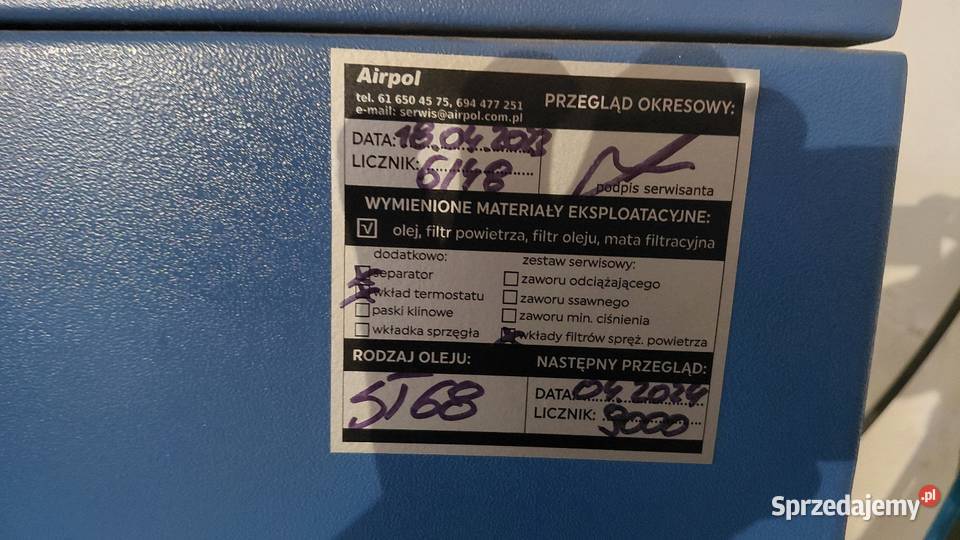 Airpol
tel. 61 650 45 75, 694 477 251
e-mail: serwis@airpol.com.pl
PRZEGLĄD OKRESOWY:
DATA: 18.04.2023
LICZNIK: 6148
podpis serwisanta
WYMIENIONE MATERIAŁY EKSPLOATACYJNE:
olej, filtr powietrza, filtr oleju, mata filtracyjna
dodatkowo:
separator
wkład termostatu
paski klinowe
wkładka sprzęgła
zestaw serwisowy:
zaworu odciążającego
zaworu ssawnego
zaworu min. ciśnienia
wkłady filtrów spręż. powietrza
RODZAJ OLEJU:
ST68
NASTĘPNY PRZEGLĄD:
DATA: 04.2024
LICZNIK: 9000
Sprzedajemy.pl